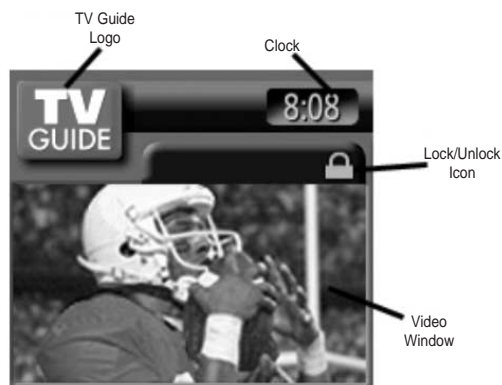 TV Guide
Logo
Clock
TV
GUIDE
8:08
Lock/Unlock
Icon
Video
Window